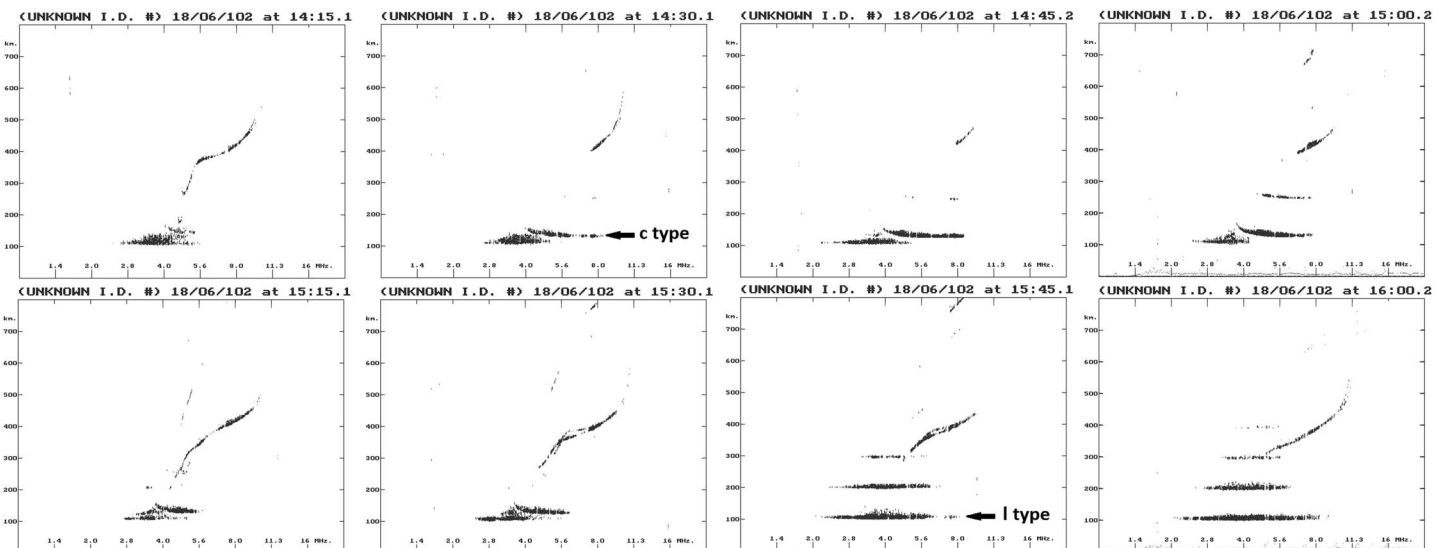 (UNKNOWN I.D. #) 18/06/102 at 14:15.1
km.
700
600
500
400
300
200
100
1.4 2.0 2.8 4.0 5.6 8.0 11.3 16 MHz.
(UNKNOWN I.D. #) 18/06/102 at 14:30.1
km.
700
600
500
400
300
200
100
c type
1.4 2.0 2.8 4.0 5.6 8.0 11.3 16 MHz.
(UNKNOWN I.D. #) 18/06/102 at 14:45.2
km.
700
600
500
400
300
200
100
1.4 2.0 2.8 4.0 5.6 8.0 11.3 16 MHz.
(UNKNOWN I.D. #) 18/06/102 at 15:00.2
km.
700
600
500
400
300
200
100
1.4 2.0 2.8 4.0 5.6 8.0 11.3 16 MHz.
(UNKNOWN I.D. #) 18/06/102 at 15:15.1
km.
700
600
500
400
300
200
100
1.4 2.0 2.8 4.0 5.6 8.0 11.3 16 MHz.
(UNKNOWN I.D. #) 18/06/102 at 15:30.1
km.
700
600
500
400
300
200
100
1.4 2.0 2.8 4.0 5.6 8.0 11.3 16 MHz.
(UNKNOWN I.D. #) 18/06/102 at 15:45.1
km.
700
600
500
400
300
200
100
l type
1.4 2.0 2.8 4.0 5.6 8.0 11.3 16 MHz.
(UNKNOWN I.D. #) 18/06/102 at 16:00.2
km.
700
600
500
400
300
200
100
1.4 2.0 2.8 4.0 5.6 8.0 11.3 16 MHz.